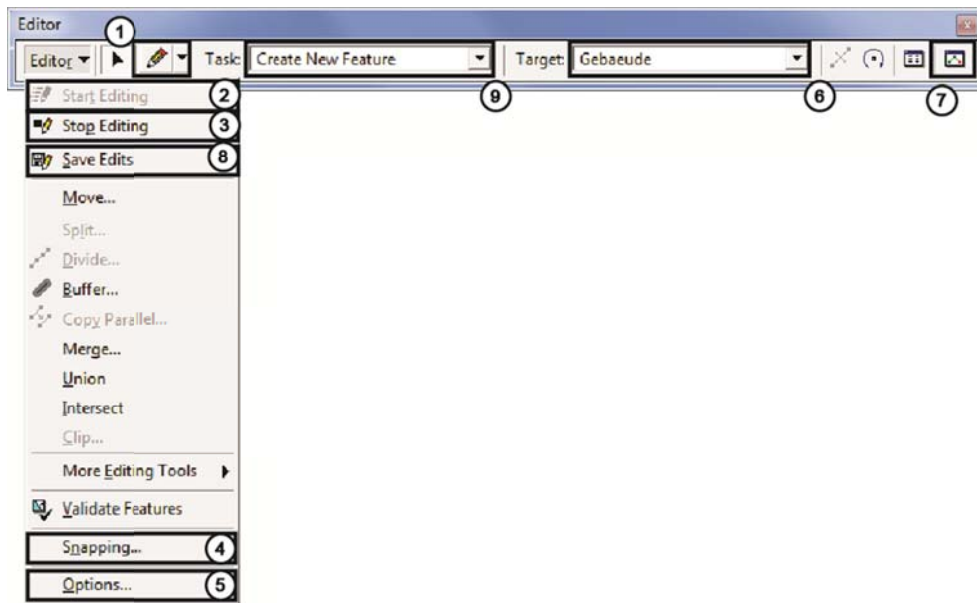 Editor
1
Editor Task: Create New Feature Target: Gebaeude
9 6 7
Start Editing 2
Stop Editing 3
Save Edits 8
Move...
Split...
Divide...
Buffer...
Copy Parallel...
Merge...
Union
Intersect
Clip...
More Editing Tools
Validate Features
Snapping... 4
Options... 5